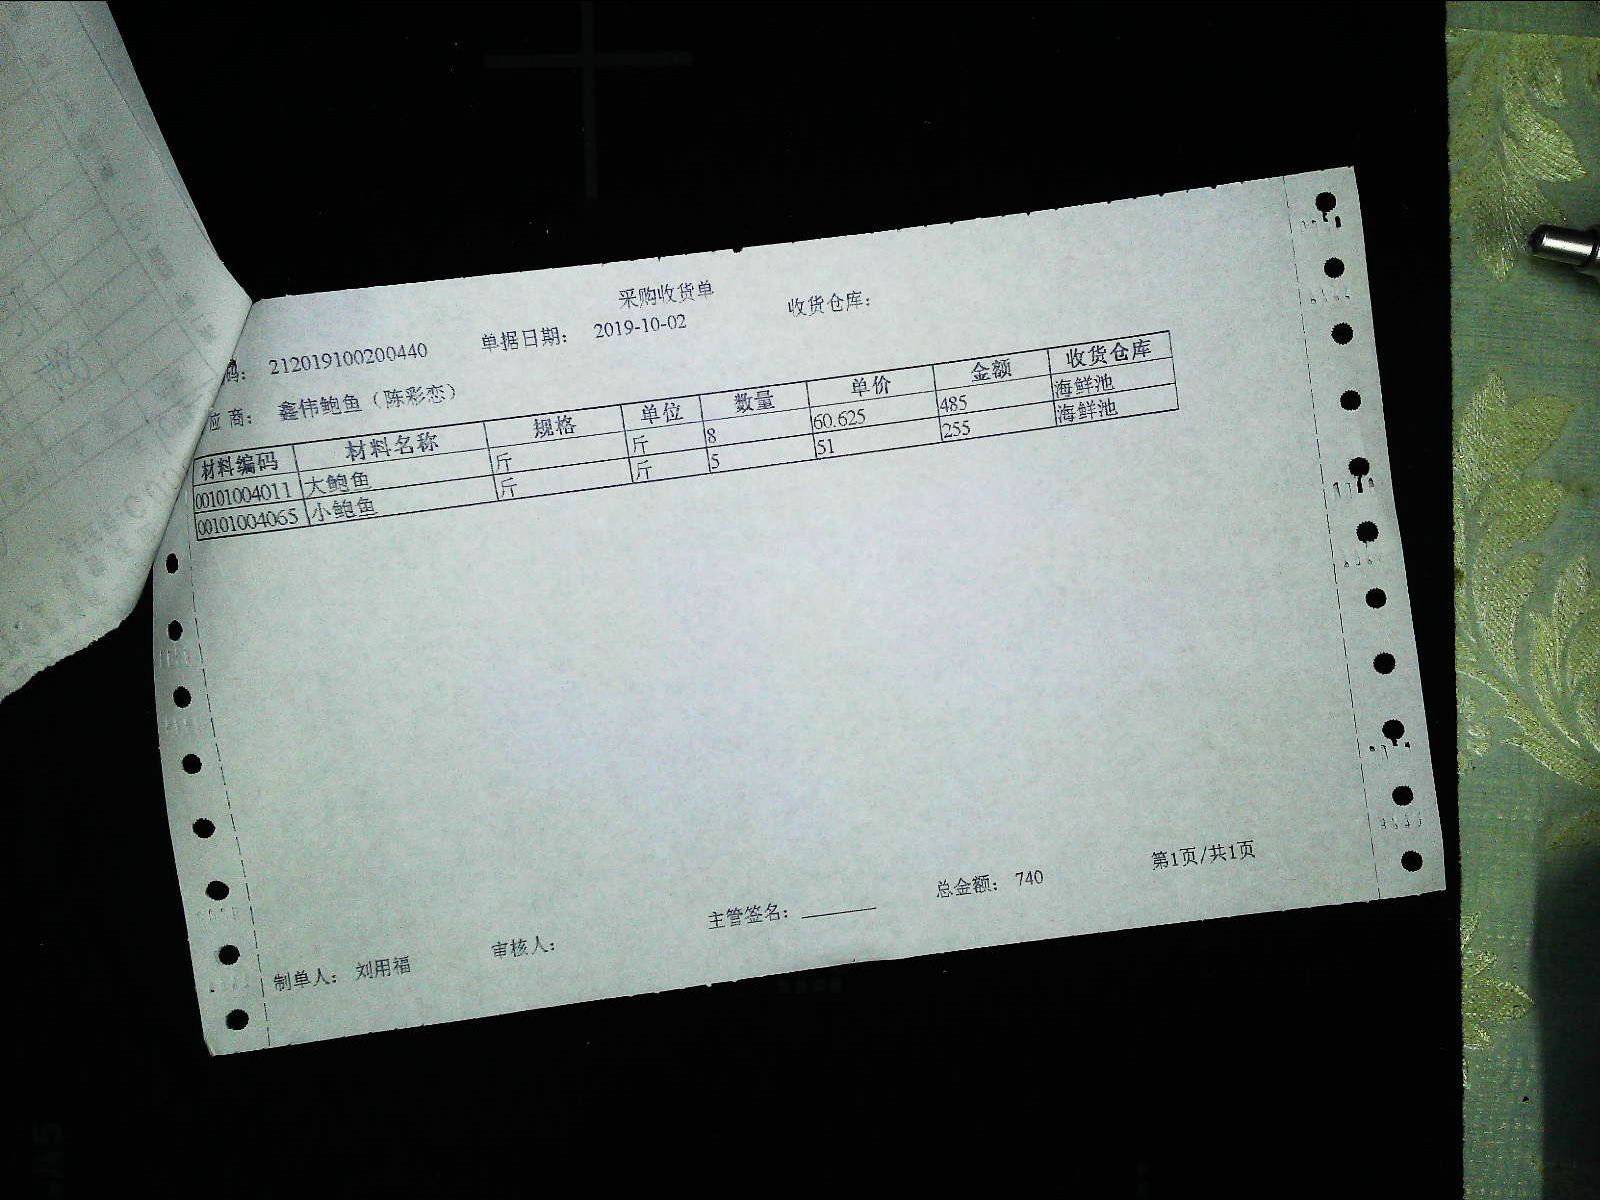 采购收货单
码： 212019100200440 单据日期： 2019-10-02 收货仓库：
应商： 鑫伟鲍鱼（陈彩恋）
材料编码 材料名称 规格 单位 数量 单价 金额 收货仓库
00101004011 大鲍鱼 斤 斤 8 60.625 485 海鲜池
00101004065 小鲍鱼 斤 斤 5 51 255 海鲜池
制单人： 刘用福 审核人： 主管签名： 总金额： 740 第1页/共1页